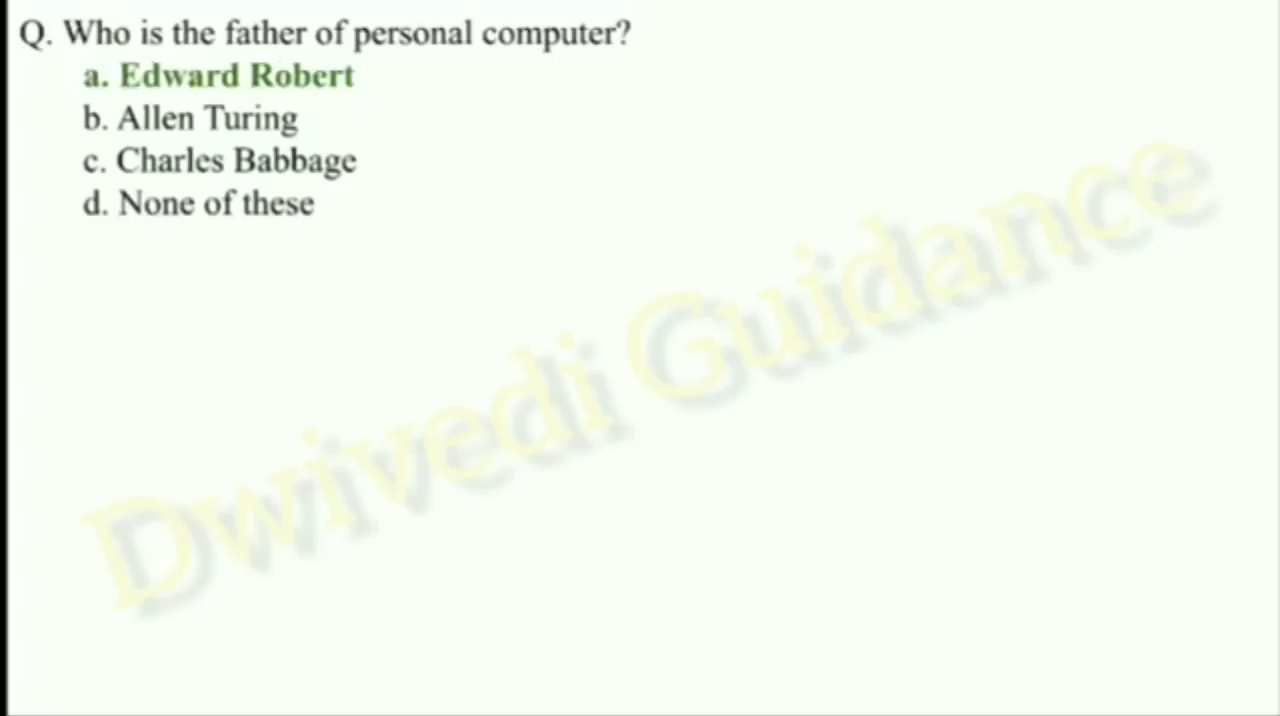 Q. Who is the father of personal computer?
a. Edward Robert
b. Allen Turing
c. Charles Babbage
d. None of these
Dwivedi Guidance